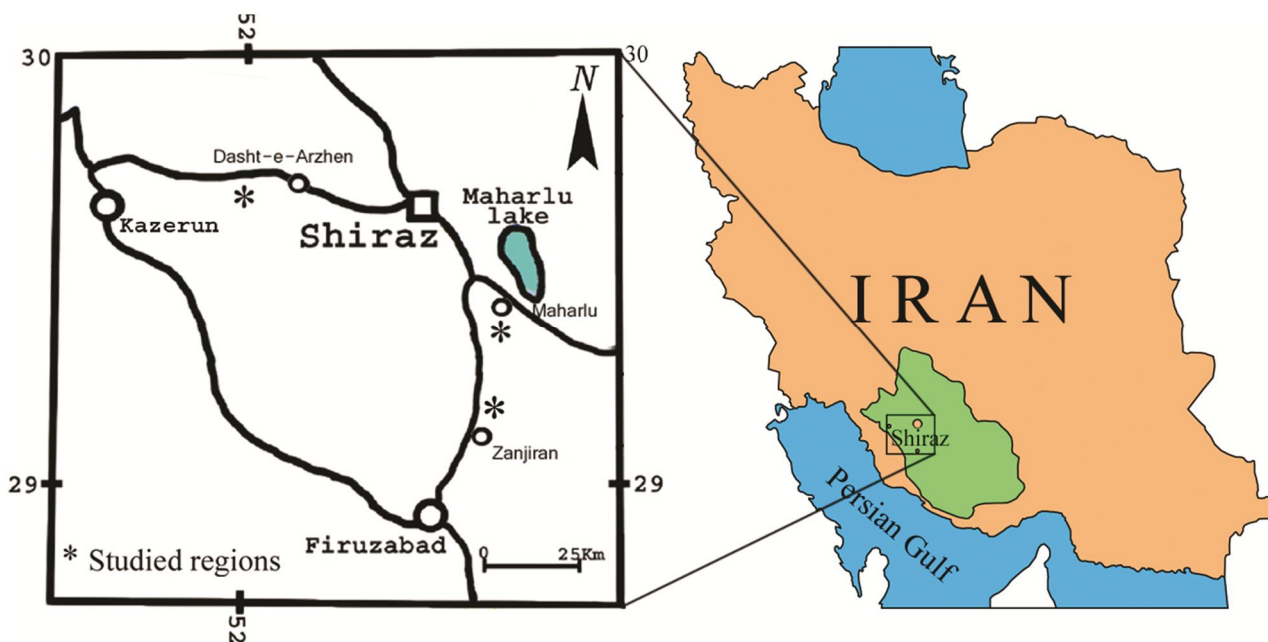 52
30
30
N
Dasht-e-Arzhen
*
Kazerun
Shiraz
Maharlu
lake
Maharlu
*
*
Zanjiran
29
29
Firuzabad
0 25Km
* Studied regions
52
IRAN
Shiraz
Persian Gulf